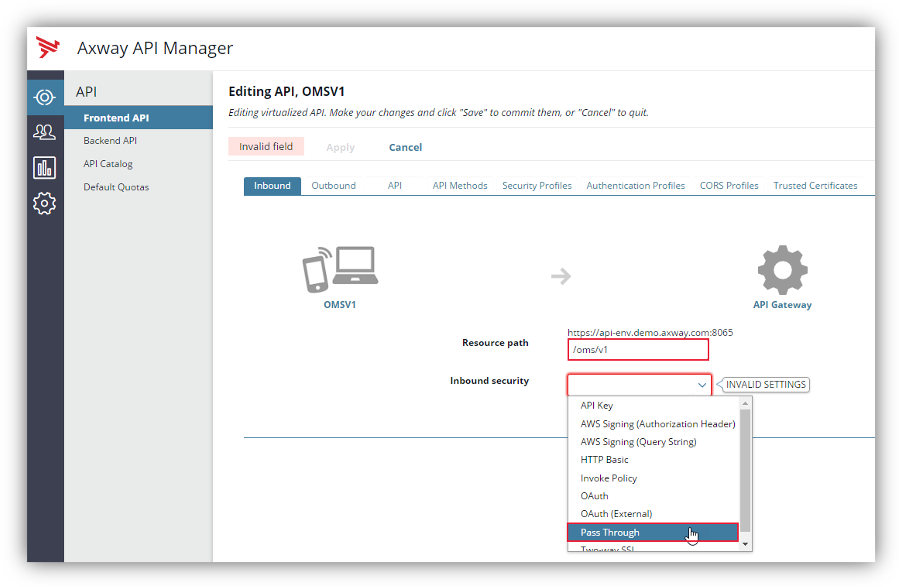 Axway API Manager
API
Frontend API
Backend API
API Catalog
Default Quotas
Editing API, OMSV1
Editing virtualized API. Make your changes and click "Save" to commit them, or "Cancel" to quit.
Invalid field Apply Cancel
Inbound Outbound API API Methods Security Profiles Authentication Profiles CORS Profiles Trusted Certificates
OMSV1 API Gateway
https://api-env.demo.axway.com:8065
Resource path /oms/v1
Inbound security INVALID SETTINGS
API Key
AWS Signing (Authorization Header)
AWS Signing (Query String)
HTTP Basic
Invoke Policy
OAuth
OAuth (External)
Pass Through
Two-way SSL